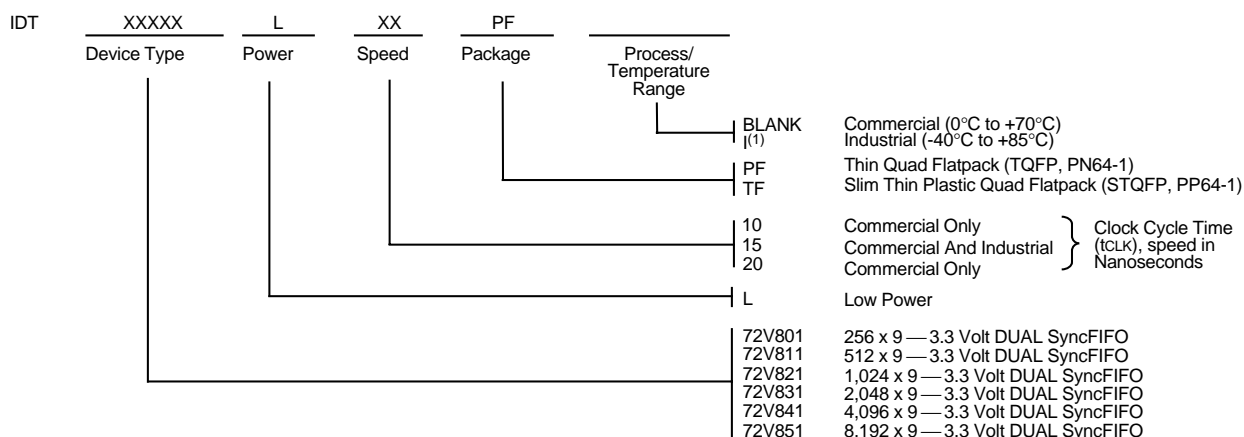 IDT XXXXX L XX PF
Device Type Power Speed Package Process/
Temperature
Range
BLANK Commercial (0°C to +70°C)
I(1) Industrial (-40°C to +85°C)
PF Thin Quad Flatpack (TQFP, PN64-1)
TF Slim Thin Plastic Quad Flatpack (STQFP, PP64-1)
10 Commercial Only
15 Commercial And Industrial
20 Commercial Only
Clock Cycle Time
(tCLK), speed in
Nanoseconds
L Low Power
72V801 256 x 9 — 3.3 Volt DUAL SyncFIFO
72V811 512 x 9 — 3.3 Volt DUAL SyncFIFO
72V821 1,024 x 9 — 3.3 Volt DUAL SyncFIFO
72V831 2,048 x 9 — 3.3 Volt DUAL SyncFIFO
72V841 4,096 x 9 — 3.3 Volt DUAL SyncFIFO
72V851 8,192 x 9 — 3.3 Volt DUAL SyncFIFO